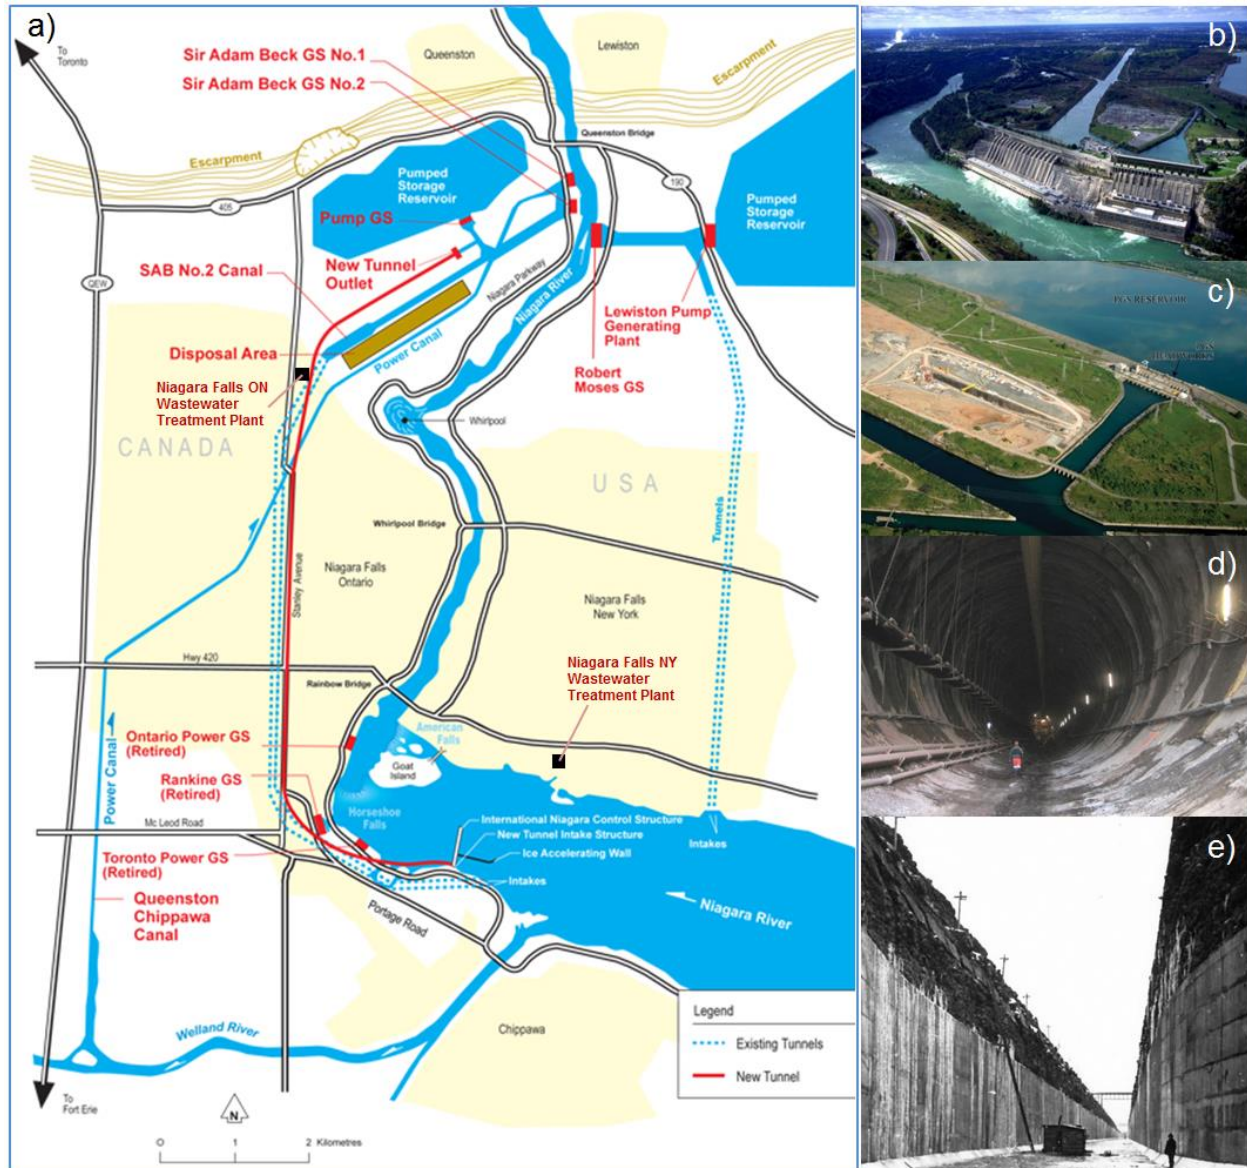 a)
To
Toronto
Queenston
Lewiston
Sir Adam Beck GS No.1
Sir Adam Beck GS No.2
Escarpment
Escarpment
Queenston Bridge
405
190
Pumped
Storage
Reservoir
Pumped
Storage
Reservoir
Pump GS
QEW
SAB No.2 Canal
New Tunnel
Outlet
Niagara Parkway
Niagara River
Lewiston Pump
Generating
Plant
Disposal Area
Power Canal
Robert
Moses GS
Niagara Falls ON
Wastewater
Treatment Plant
Whirlpool
CANADA
USA
Tunnels
Whirlpool Bridge
Niagara Falls
Ontario
Stanley Avenue
Niagara Falls
New York
Hwy 420
Rainbow Bridge
Niagara Falls NY
Wastewater
Treatment Plant
American
Falls
Ontario Power GS
(Retired)
Goat
Island
Power Canal
Rankine GS
(Retired)
Horseshoe
Falls
International Niagara Control Structure
Mc Leod Road
New Tunnel Intake Structure
Intakes
Toronto Power GS
(Retired)
Ice Accelerating Wall
Intakes
Queenston
Chippawa
Canal
Portage Road
Niagara River
Legend
Welland River
Chippawa
Existing Tunnels
New Tunnel
To
Fort Erie
N
0 1 2 Kilometres
b)
c)
PGS RESERVOIR
PGS
HEADWORKS
d)
e)